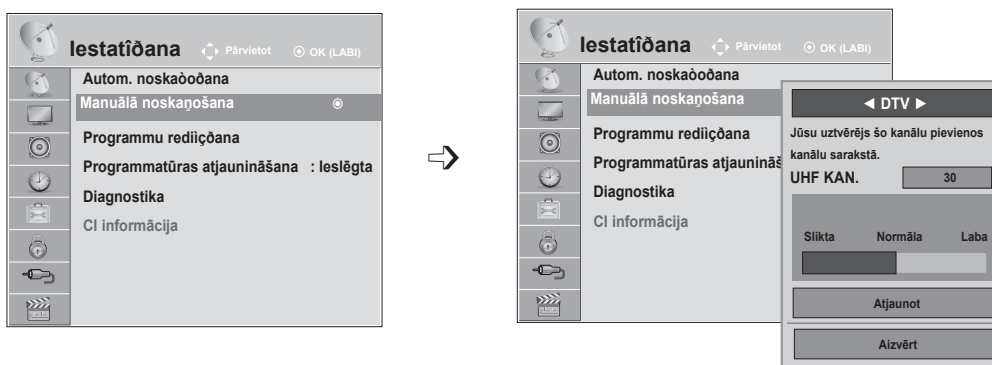 Iestatîðana Pārvietot OK (LABI)
Autom. noskaòoðana
Manuālā noskaņošana
Programmu rediìçðana
Programmatūras atjaunināšana : Ieslēgta
Diagnostika
CI informācija
Iestatîðana Pārvietot OK (LABI)
Autom. noskaòoðana
Manuālā noskaņošana
Programmu rediìçðana
Programmatūras atjaunināš
Diagnostika
CI informācija
◄ DTV ►
Jūsu uztvērējs šo kanālu pievienos
kanālu sarakstā.
UHF KAN. 30
Slikta Normāla Laba
Atjaunot
Aizvērt